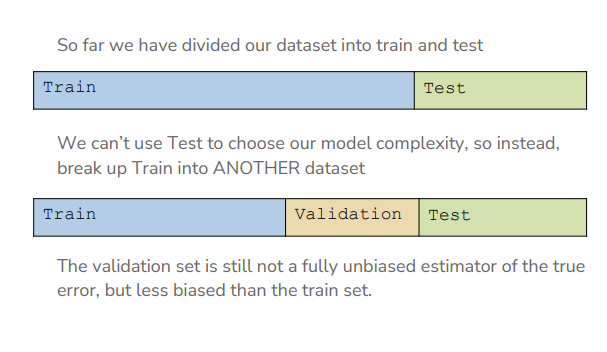 So far we have divided our dataset into train and test
Train
Test
We can’t use Test to choose our model complexity, so instead,
break up Train into ANOTHER dataset
Train
Validation
Test
The validation set is still not a fully unbiased estimator of the true
error, but less biased than the train set.